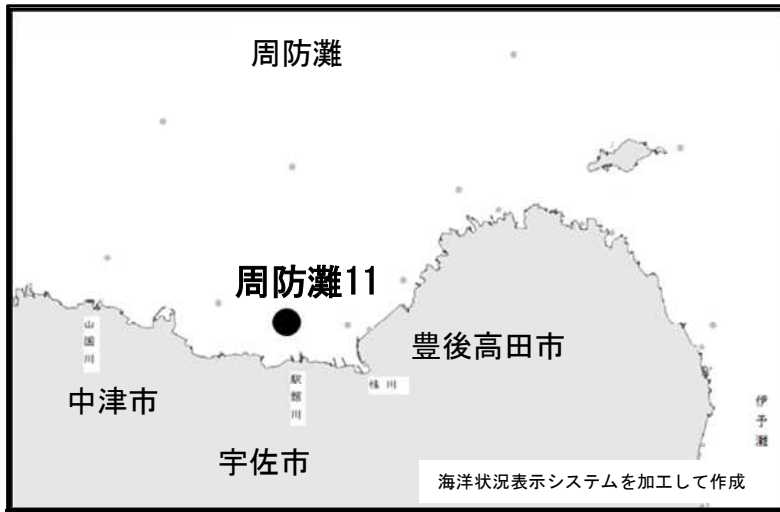 周防灘
周防灘11
豊後高田市
山国川
中津市
駅館川
桂川
伊予灘
宇佐市
海洋状況表示システムを加工して作成